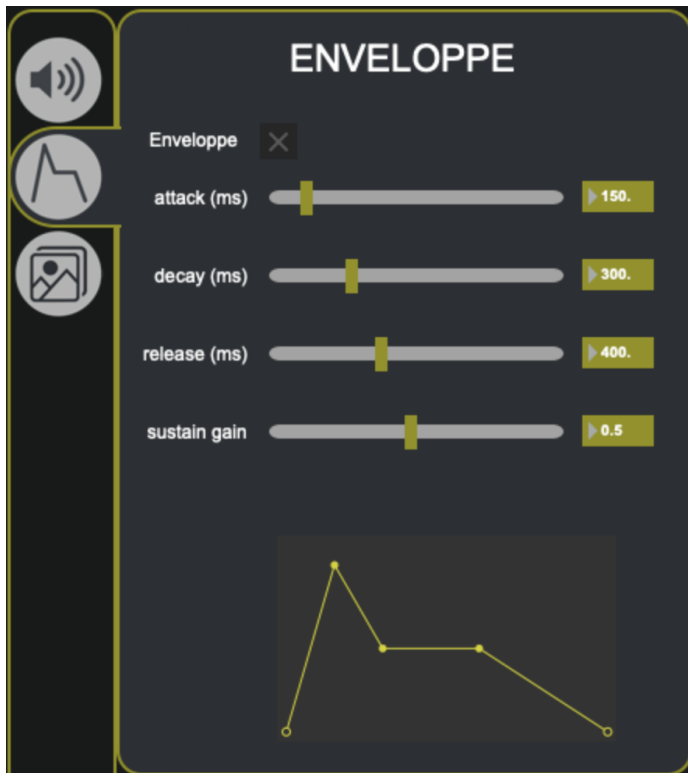 ENVELOPPE
Enveloppe
attack (ms) 150.
decay (ms) 300.
release (ms) 400.
sustain gain 0.5